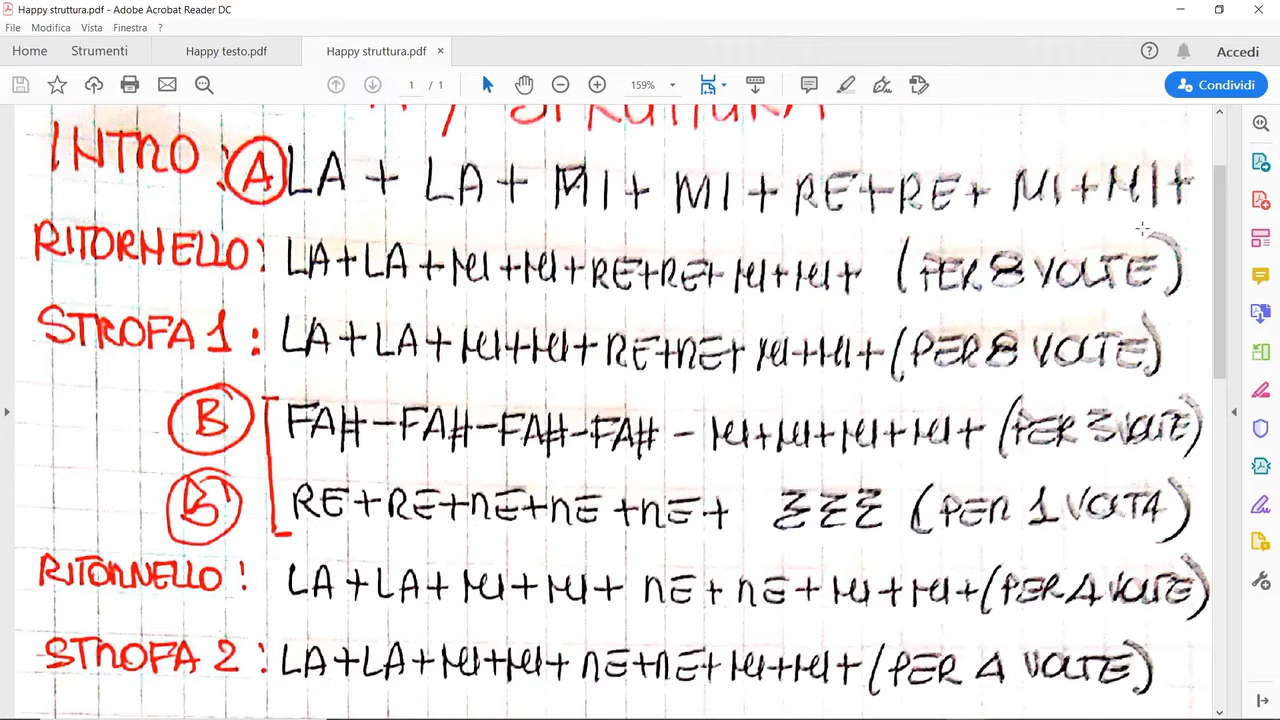 Happy struttura.pdf - Adobe Acrobat Reader DC
File Modifica Vista Finestra ?
Home Strumenti Happy testo.pdf Happy struttura.pdf × Accedi
1 / 1 159% Condividi
STRUTTURA
INTRO : A LA + LA + MI + MI + RE+RE+ MI+MI+
RITORNELLO: LA+LA+MI+MI+RE+RE+MI+MI+ (PER 8 VOLTE)
STROFA 1 : LA+LA+MI+MI+RE+RE+MI+MI+(PER 8 VOLTE)
B FA#-FA#-FA#-FA# - MI+MI+MI+MI+ (PER 3 VOLTE)
B RE+RE+RE+RE+RE+ ΞΞΞ (PER 1 VOLTA)
RITORNELLO: LA+LA+MI+MI+ RE+RE+MI+MI+(PER 4 VOLTE)
STROFA 2 : LA+LA+MI+MI+RE+RE+MI+MI+(PER 4 VOLTE)